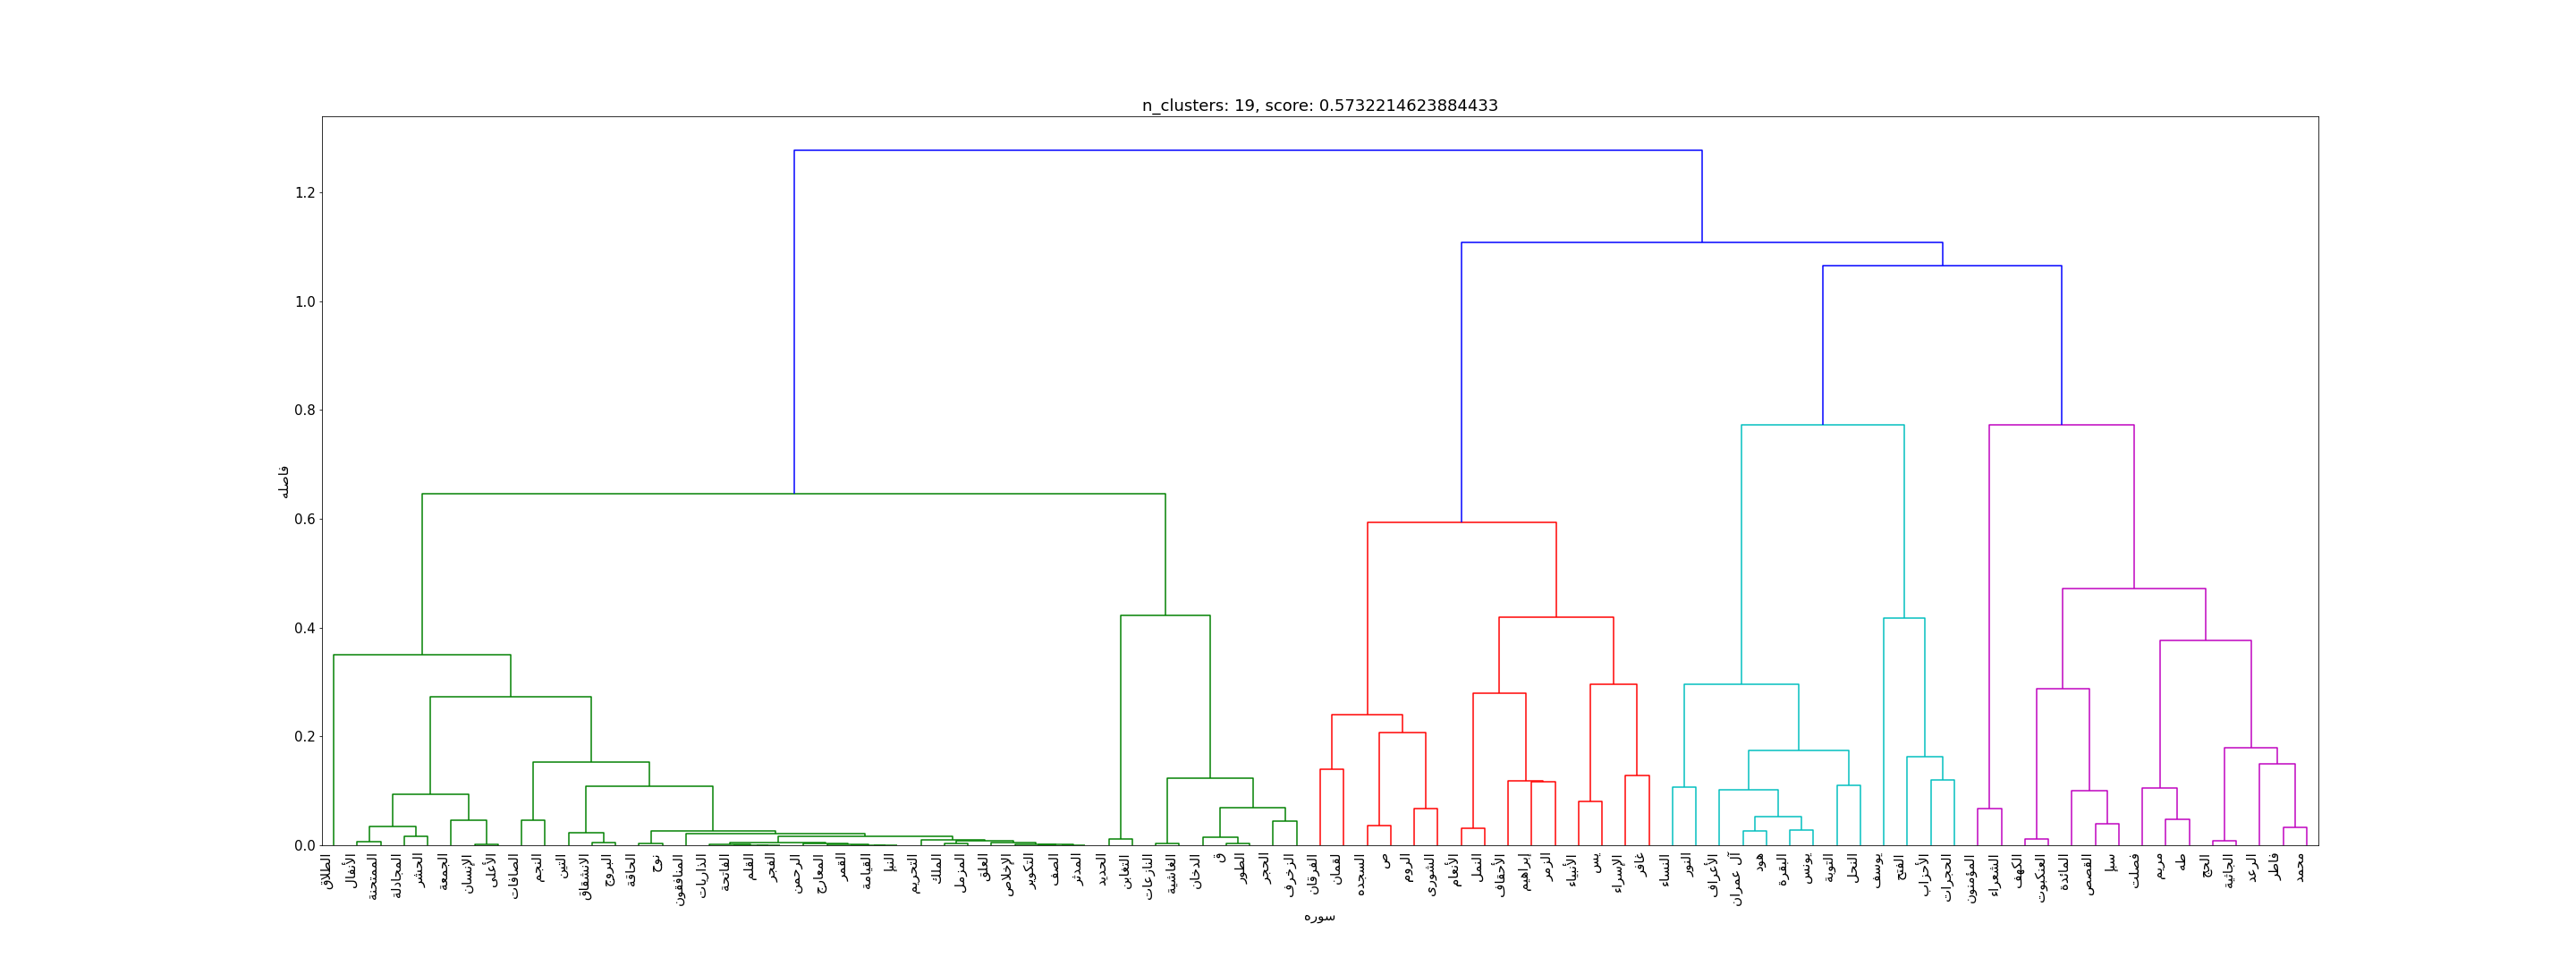 n_clusters: 19, score: 0.5732214623884433
1.2
1.0
0.8
0.6
0.4
0.2
0.0
فاصله
الطلاق
الأنفال
الممتحنة
المجادلة
الحشر
الجمعة
الإنسان
الأعلى
الصافات
النجم
التين
الانشقاق
البروج
الحاقة
نوح
المنافقون
الذاريات
الفاتحة
القلم
الفجر
الرحمن
المعارج
القمر
القيامة
النبإ
التحريم
الملك
المزمل
العلق
الإخلاص
التكوير
الصف
المدثر
الحديد
التغابن
النازعات
الغاشية
الدخان
ق
الطور
الحجر
الزخرف
الفرقان
لقمان
السجده
ص
الروم
الشورى
الأنعام
النمل
الأحقاف
إبراهيم
الزمر
الأنبياء
يس
الإسراء
غافر
النساء
النور
الأعراف
آل عمران
هود
البقرة
يونس
التوبة
النحل
يوسف
الفتح
الأحزاب
الحجرات
المؤمنون
الشعراء
الكهف
العنكبوت
المائدة
القصص
سبإ
فصلت
مريم
طه
الحج
الجاثية
الرعد
فاطر
محمد
سوره